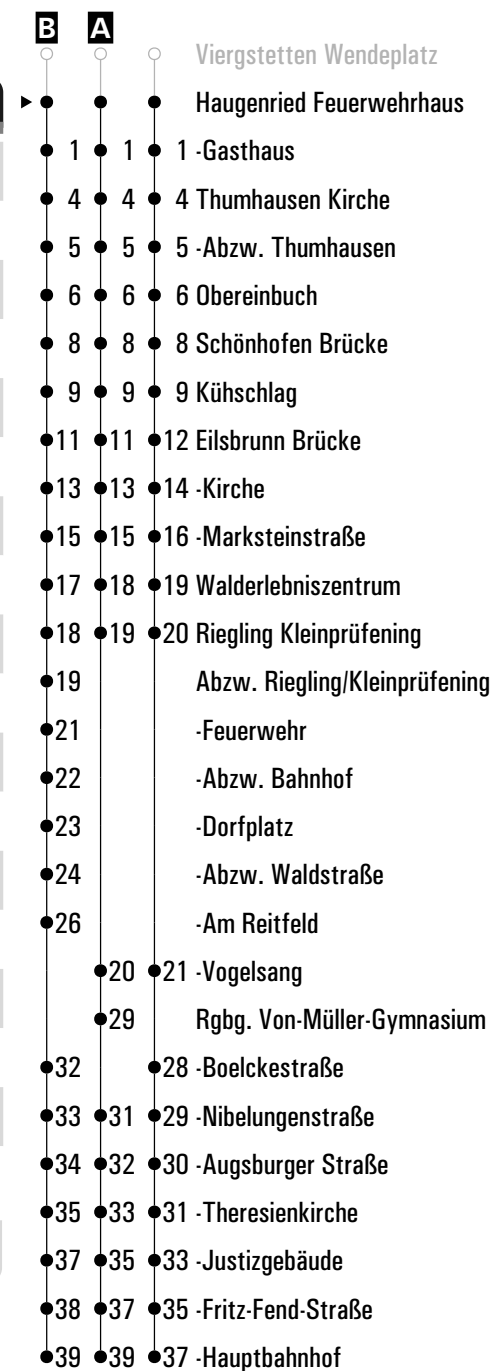 B A
Viergstetten Wendeplatz
Haugenried Feuerwehrhaus
1 1 1 -Gasthaus
4 4 4 Thumhausen Kirche
5 5 5 -Abzw. Thumhausen
6 6 6 Obereinbuch
8 8 8 Schönhofen Brücke
9 9 9 Kühschlag
11 11 12 Eilsbrunn Brücke
13 13 14 -Kirche
15 15 16 -Marksteinstraße
17 18 19 Walderlebniszentrum
18 19 20 Riegling Kleinprüfening
19 Abzw. Riegling/Kleinprüfening
21 -Feuerwehr
22 -Abzw. Bahnhof
23 -Dorfplatz
24 -Abzw. Waldstraße
26 -Am Reitfeld
20 21 -Vogelsang
29 Rgbg. Von-Müller-Gymnasium
32 28 -Boelckestraße
33 31 29 -Nibelungenstraße
34 32 30 -Augsburger Straße
35 33 31 -Theresienkirche
37 35 33 -Justizgebäude
38 37 35 -Fritz-Fend-Straße
39 39 37 -Hauptbahnhof